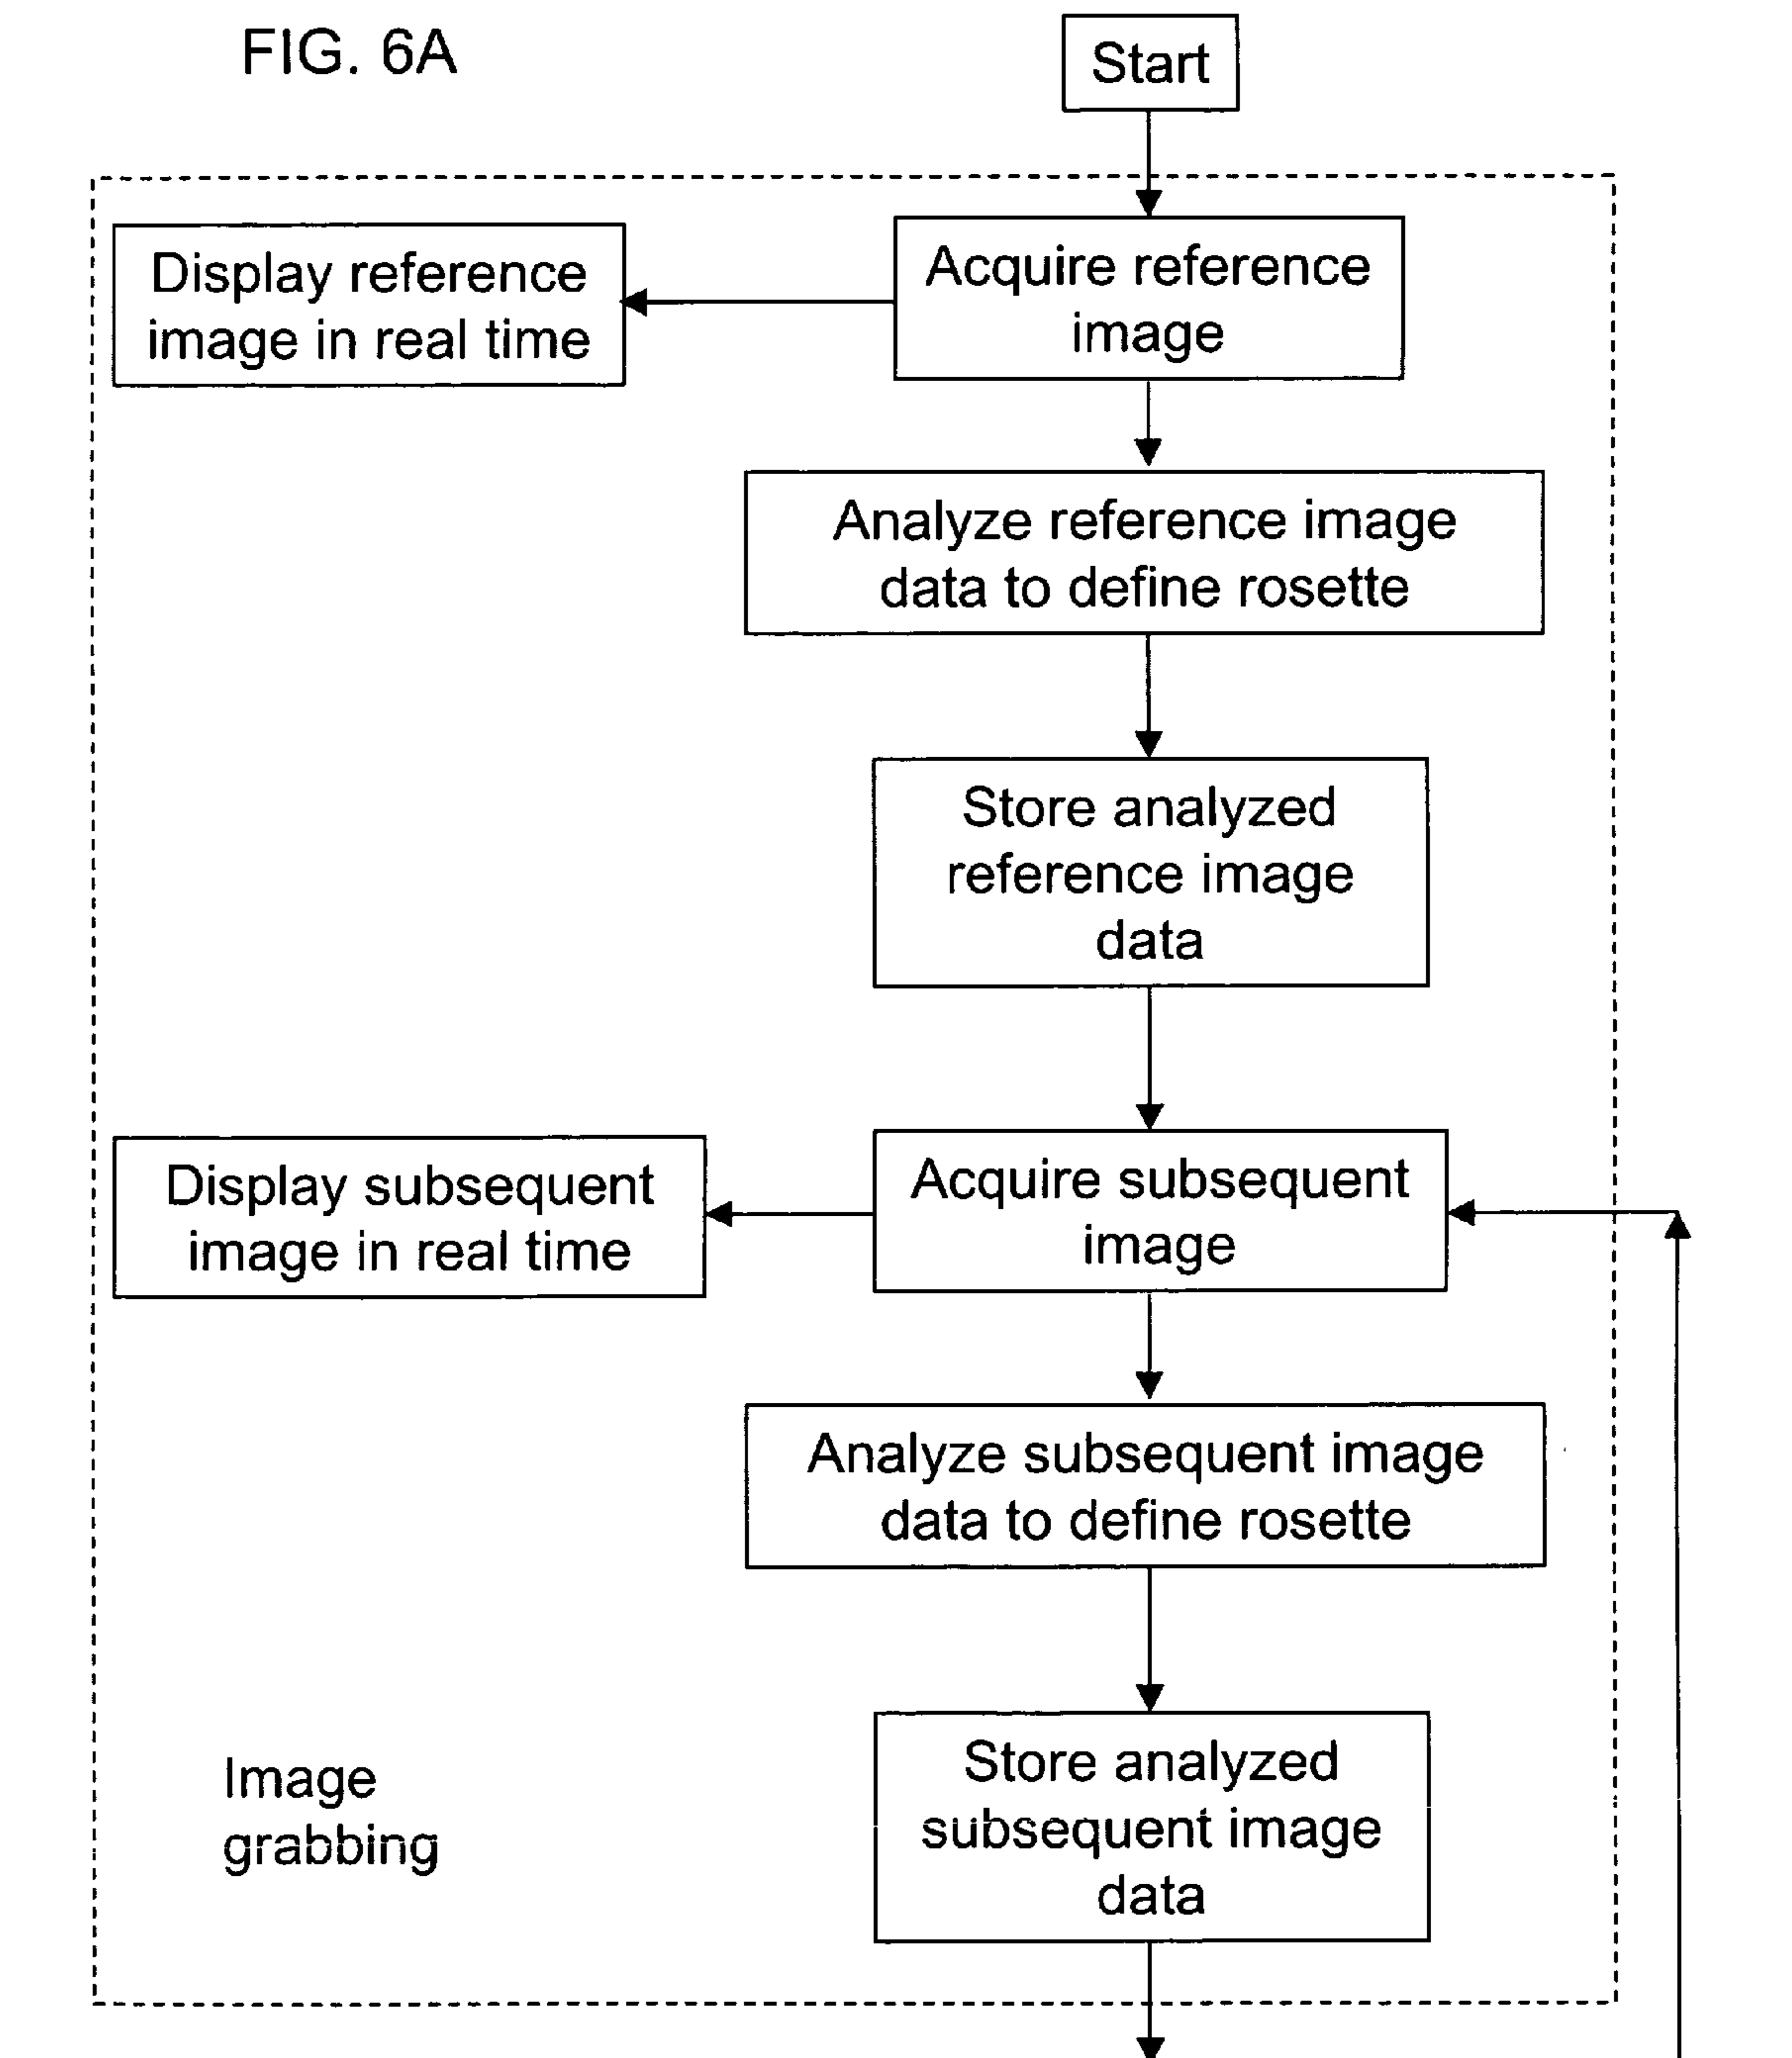 FIG. 6A
Start
Display reference
image in real time
Acquire reference
image
Analyze reference image
data to define rosette
Store analyzed
reference image
data
Display subsequent
image in real time
Acquire subsequent
image
Analyze subsequent image
data to define rosette
Store analyzed
subsequent image
data
Image
grabbing